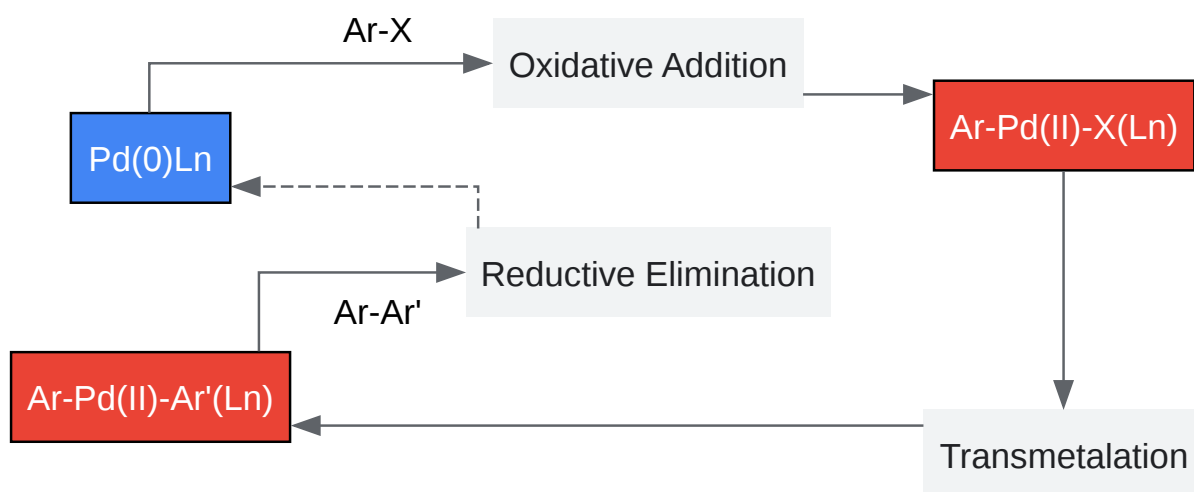 Ar-X
Oxidative Addition
Ar-Pd(II)-X(Ln)
Pd(0)Ln
Reductive Elimination
Ar-Ar'
Ar-Pd(II)-Ar'(Ln)
Transmetalation